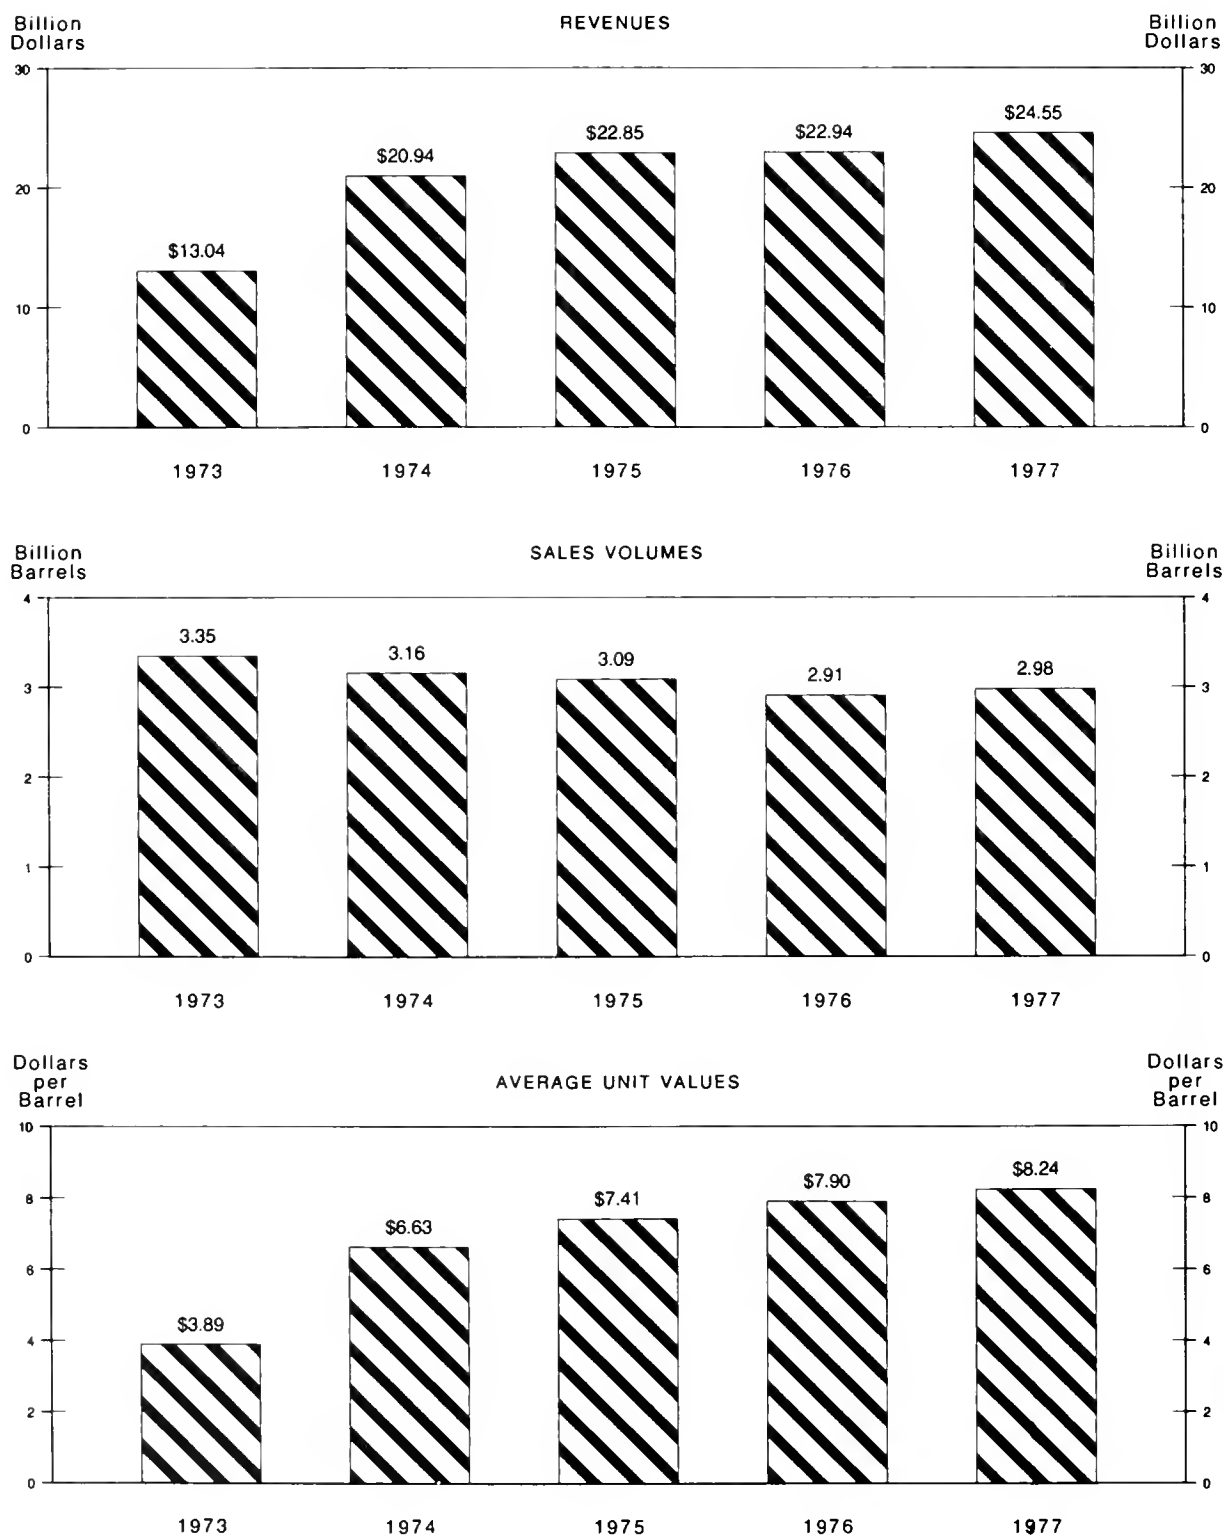 Billion
Dollars
REVENUES
Billion
Dollars
30
30
$24.55
$22.85
$22.94
$20.94
20
20
$13.04
10
10
0
0
1973 1974 1975 1976 1977
Billion
Barrels
SALES VOLUMES
Billion
Barrels
4
4
3.35
3.16
3.09
2.91
2.98
3
3
2
2
1
1
0
0
1973 1974 1975 1976 1977
Dollars
per
Barrel
AVERAGE UNIT VALUES
Dollars
per
Barrel
10
10
$8.24
$7.90
$7.41
8
8
$6.63
6
6
$3.89
4
4
2
2
0
0
1973 1974 1975 1976 1977